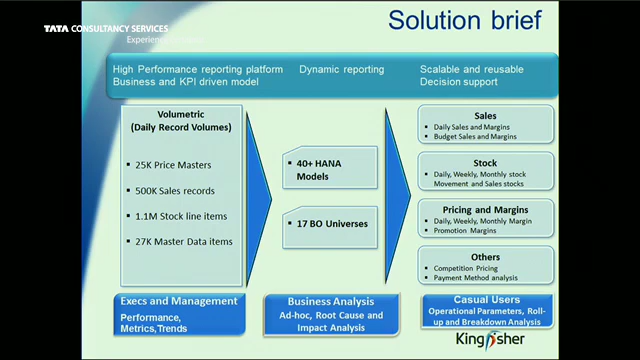 TATA CONSULTANCY SERVICES
Solution brief
High Performance reporting platform
Business and KPI driven model
Dynamic reporting
Scalable and reusable
Decision support
Volumetric
(Daily Record Volumes)
▪ 25K Price Masters
▪ 500K Sales records
▪ 1.1M Stock line items
▪ 27K Master Data items
▪ 40+ HANA
Models
▪ 17 BO Universes
Sales
▪ Daily Sales and Margins
▪ Budget Sales and Margins
Stock
▪ Daily, Weekly, Monthly stock
Movement and Sales stocks
Pricing and Margins
▪ Daily, Weekly, Monthly Margin
▪ Promotion Margins
Others
▪ Competition Pricing
▪ Payment Method analysis
Execs and Management
Performance,
Metrics, Trends
Business Analysis
Ad-hoc, Root Cause and
Impact Analysis
Casual Users
Operational Parameters, Roll-
up and Breakdown Analysis
Kingfisher